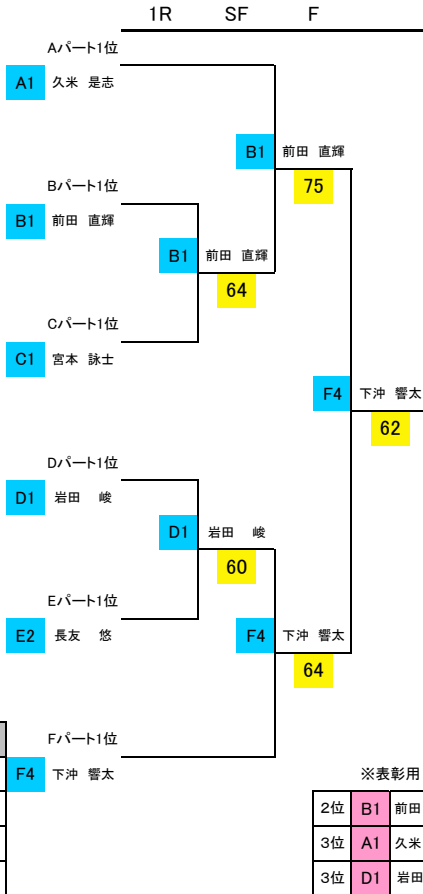 1R SF F
Aパート1位
A1 久米 是志
B1 前田 直輝
75
Bパート1位
B1 前田 直輝
B1 前田 直輝
64
Cパート1位
C1 宮本 詠士
F4 下沖 響太
62
Dパート1位
D1 岩田 峻
D1 岩田 峻
60
Eパート1位
E2 長友 悠
F4 下沖 響太
64
Fパート1位
F4 下沖 響太
※表彰用
2位 B1 前田
3位 A1 久米
3位 D1 岩田